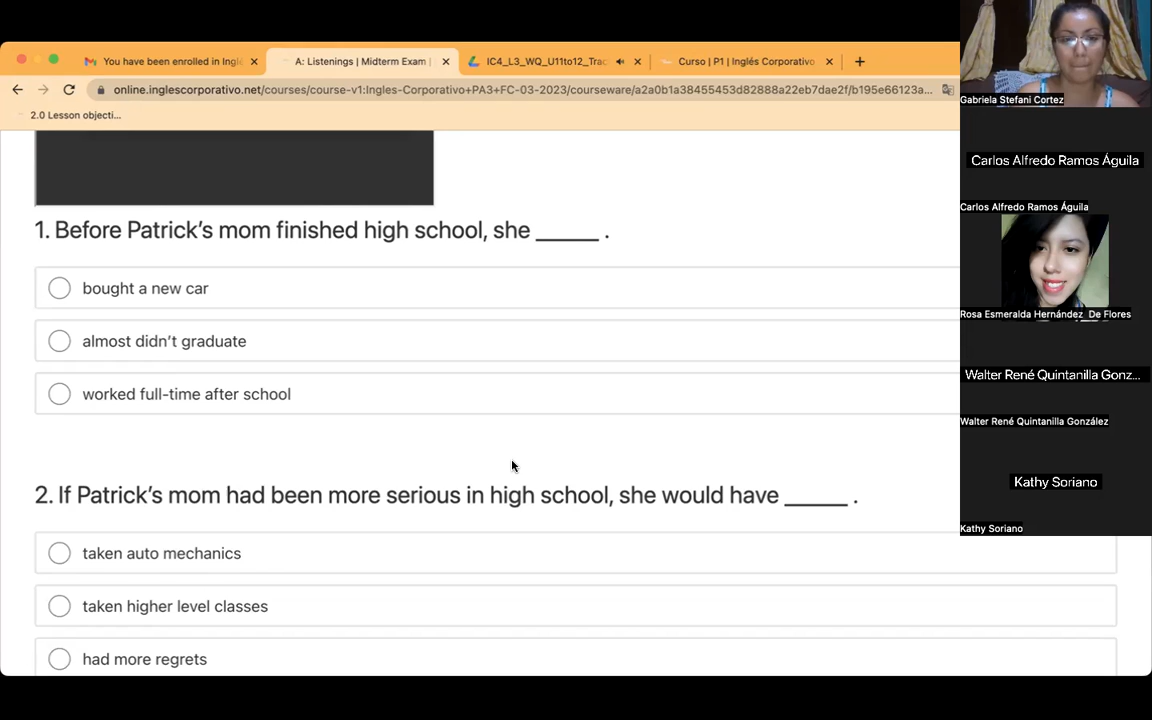 You have been enrolled in Ingl
A: Listenings | Midterm Exam |
IC4_L3_WQ_U11to12_Trac
Curso | P1 | Inglés Corporativo
online.inglescorporativo.net/courses/course-v1:Ingles-Corporativo+PA3+FC-03-2023/courseware/a2a0b1a38455453d82888a22eb7dae2f/b195e66123a...
2.0 Lesson objecti...
1. Before Patrick's mom finished high school, she ______ .
bought a new car
almost didn't graduate
worked full-time after school
2. If Patrick's mom had been more serious in high school, she would have ______ .
taken auto mechanics
taken higher level classes
had more regrets
Gabriela Stefani Cortez
Carlos Alfredo Ramos Águila
Carlos Alfredo Ramos Águila
Rosa Esmeralda Hernández De Flores
Walter René Quintanilla Gonz...
Walter René Quintanilla González
Kathy Soriano
Kathy Soriano